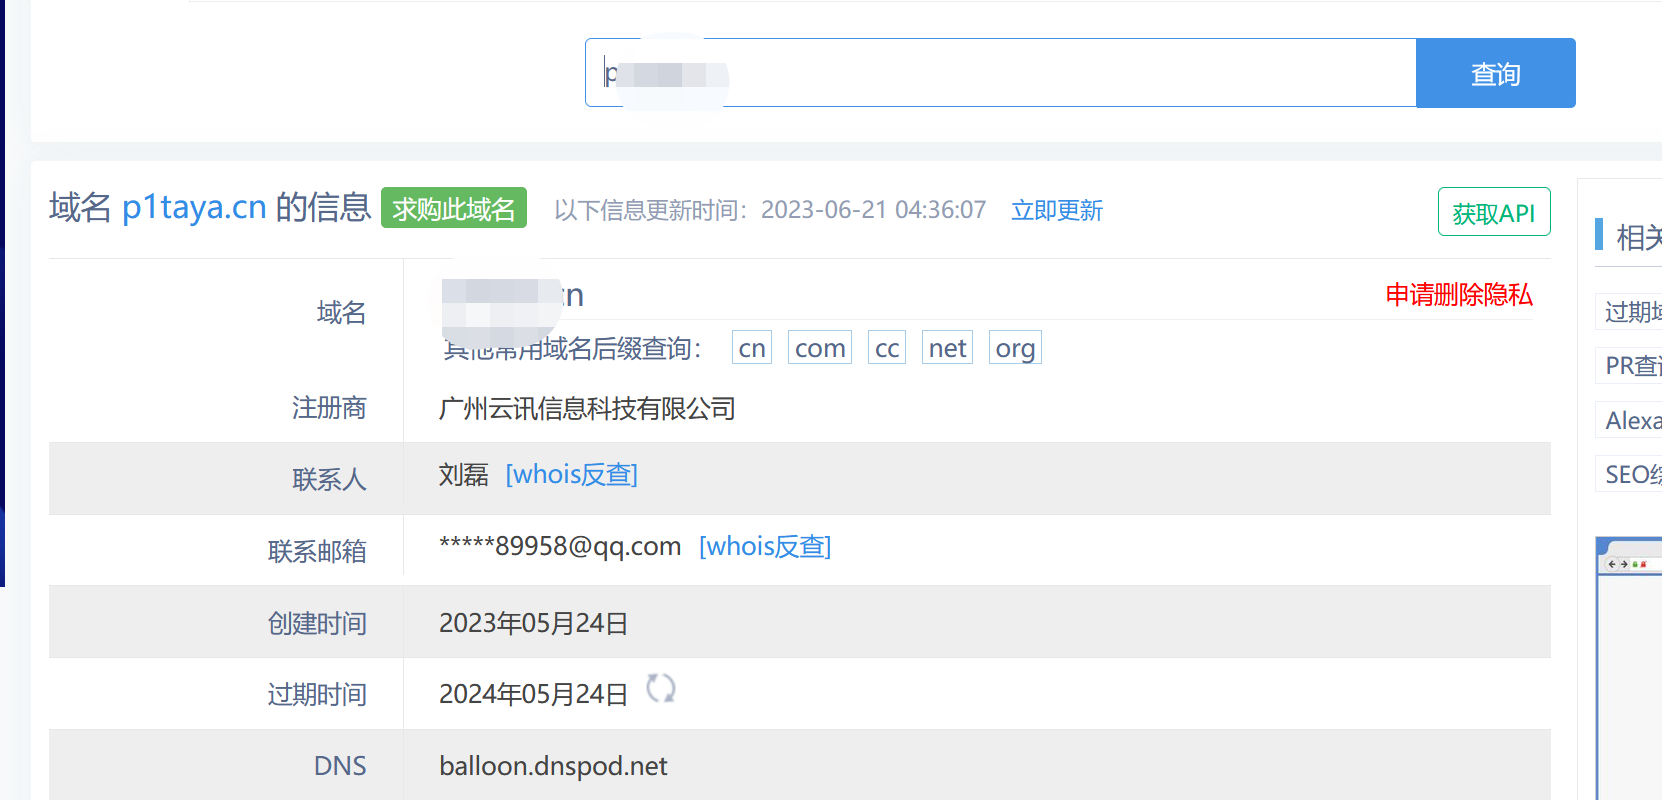 p
查询
域名 p1taya.cn 的信息 求购此域名 以下信息更新时间：2023-06-21 04:36:07 立即更新 获取API
域名 cn 申请删除隐私
其他常用域名后缀查询： cn com cc net org
注册商 广州云讯信息科技有限公司
联系人 刘磊 [whois反查]
联系邮箱 *****89958@qq.com [whois反查]
创建时间 2023年05月24日
过期时间 2024年05月24日
DNS balloon.dnspod.net
相关
过期域
PR查询
Alexa
SEO综